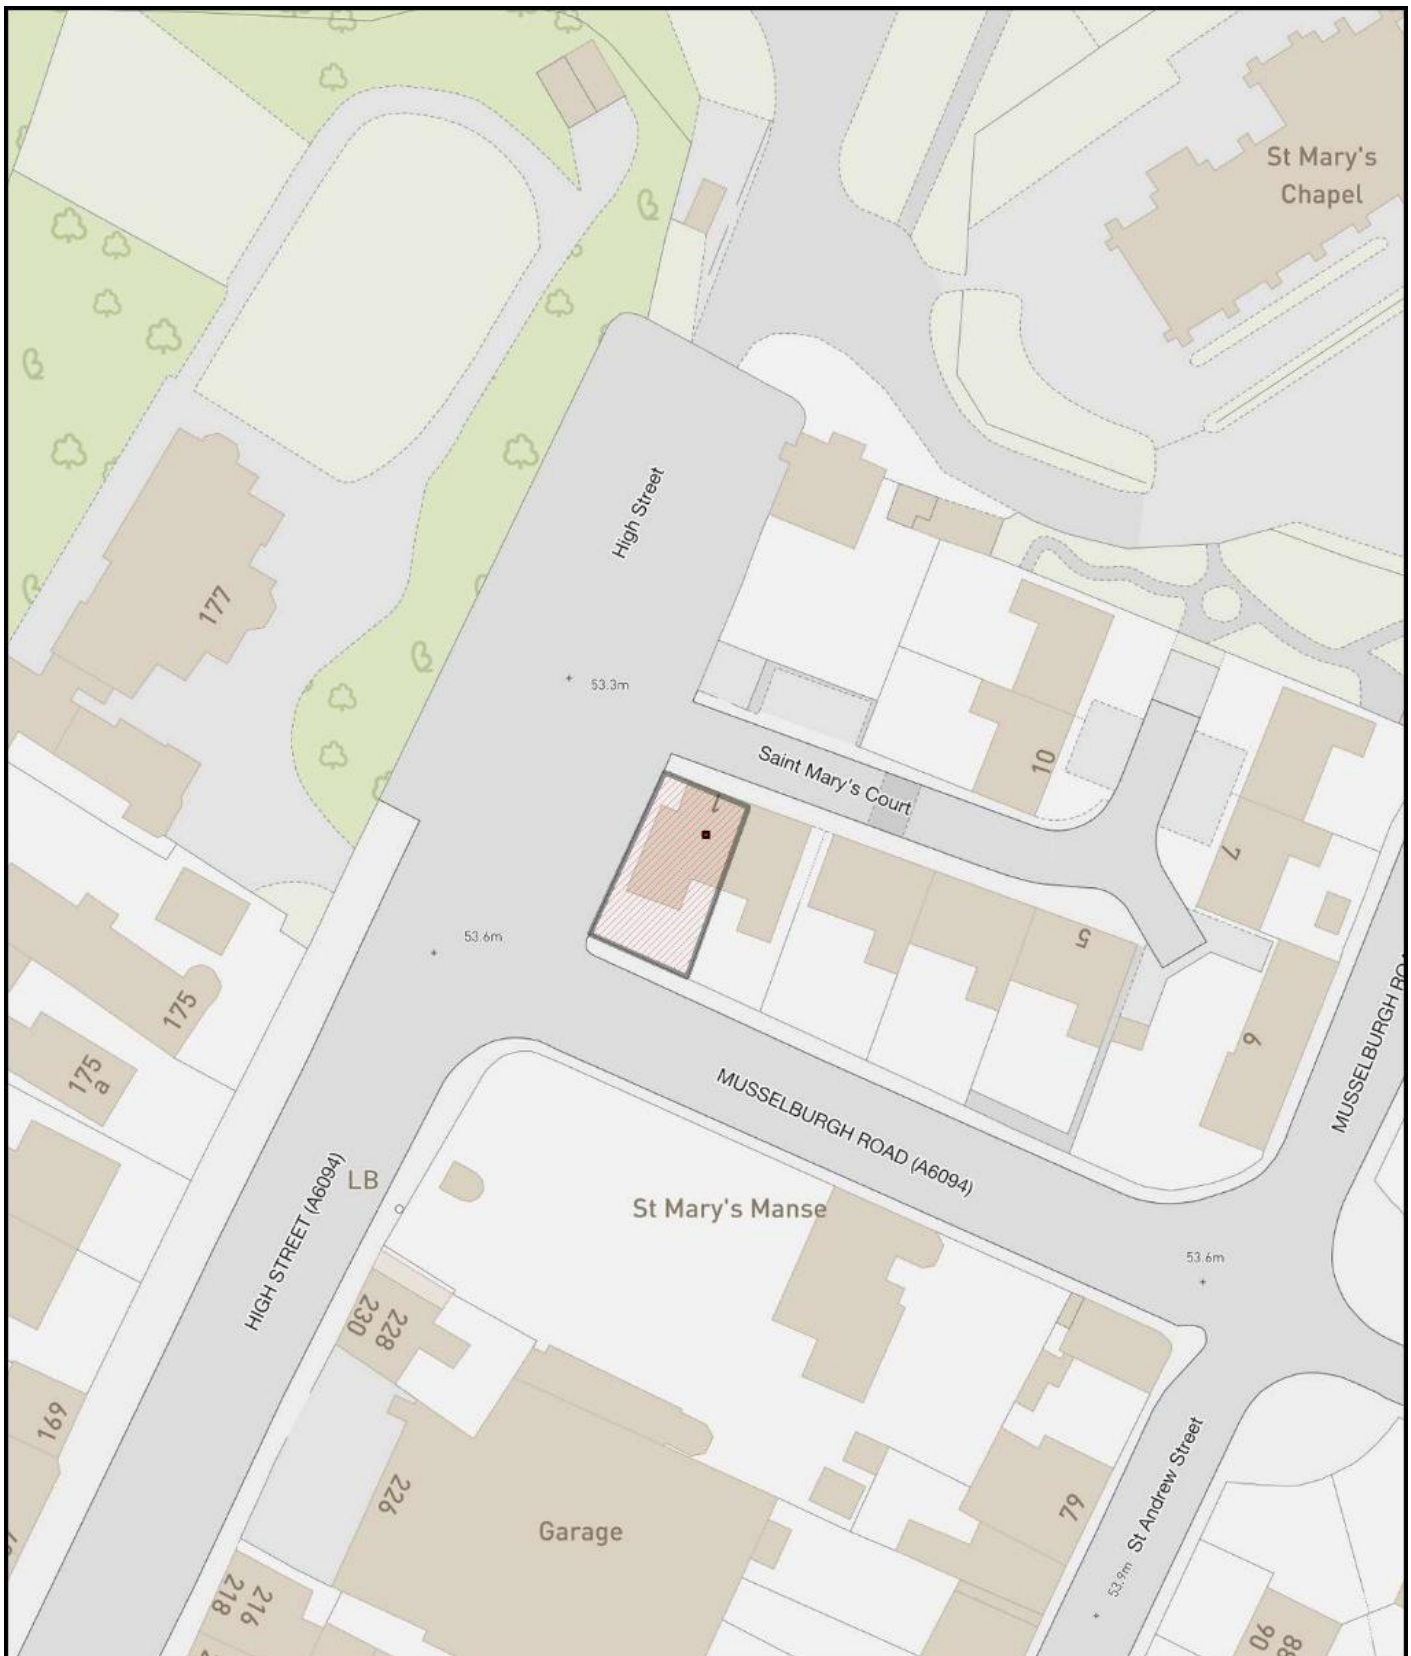 St Mary's
Chapel
High Street
177
53.3m
Saint Mary's Court
10
1
7
53.6m
5
175
6
175
a
MUSSELBURGH ROAD (A6094)
LB
St Mary's Manse
HIGH STREET (A6094)
53.6m
230
228
169
226
Garage
79
St Andrew Street
53.9m
218
216
90
88